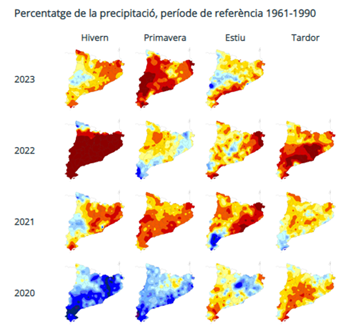 Percentatge de la precipitació, període de referència 1961-1990
Hivern Primavera Estiu Tardor
2023
2022
2021
2020